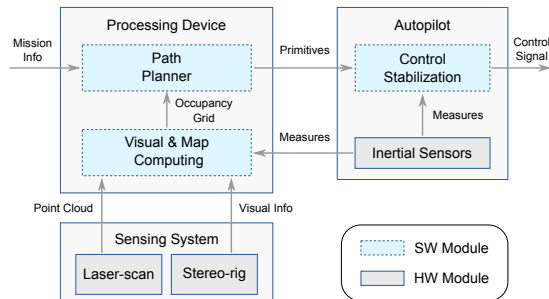 Processing Device
Autopilot
Mission
Info
Path
Planner
Primitives
Control
Stabilization
Control
Signal
Occupancy
Grid
Measures
Visual & Map
Computing
Measures
Inertial Sensors
Point Cloud
Visual Info
Sensing System
Laser-scan
Stereo-rig
SW Module
HW Module